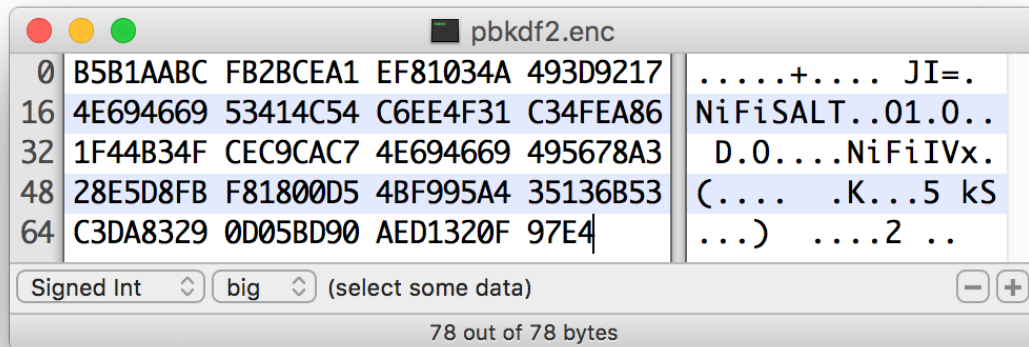 pbkdf2.enc
0 B5B1AABC FB2BCEA1 EF81034A 493D9217 .....+.... JI=.
16 4E694669 53414C54 C6EE4F31 C34FEA86 NiFiSALT..O1.O..
32 1F44B34F CEC9CAC7 4E694669 495678A3 D.O....NiFiIVx.
48 28E5D8FB F81800D5 4BF995A4 35136B53 (.... .K...5 kS
64 C3DA8329 0D05BD90 AED1320F 97E4 ...) ....2 ..
Signed Int big (select some data)
78 out of 78 bytes